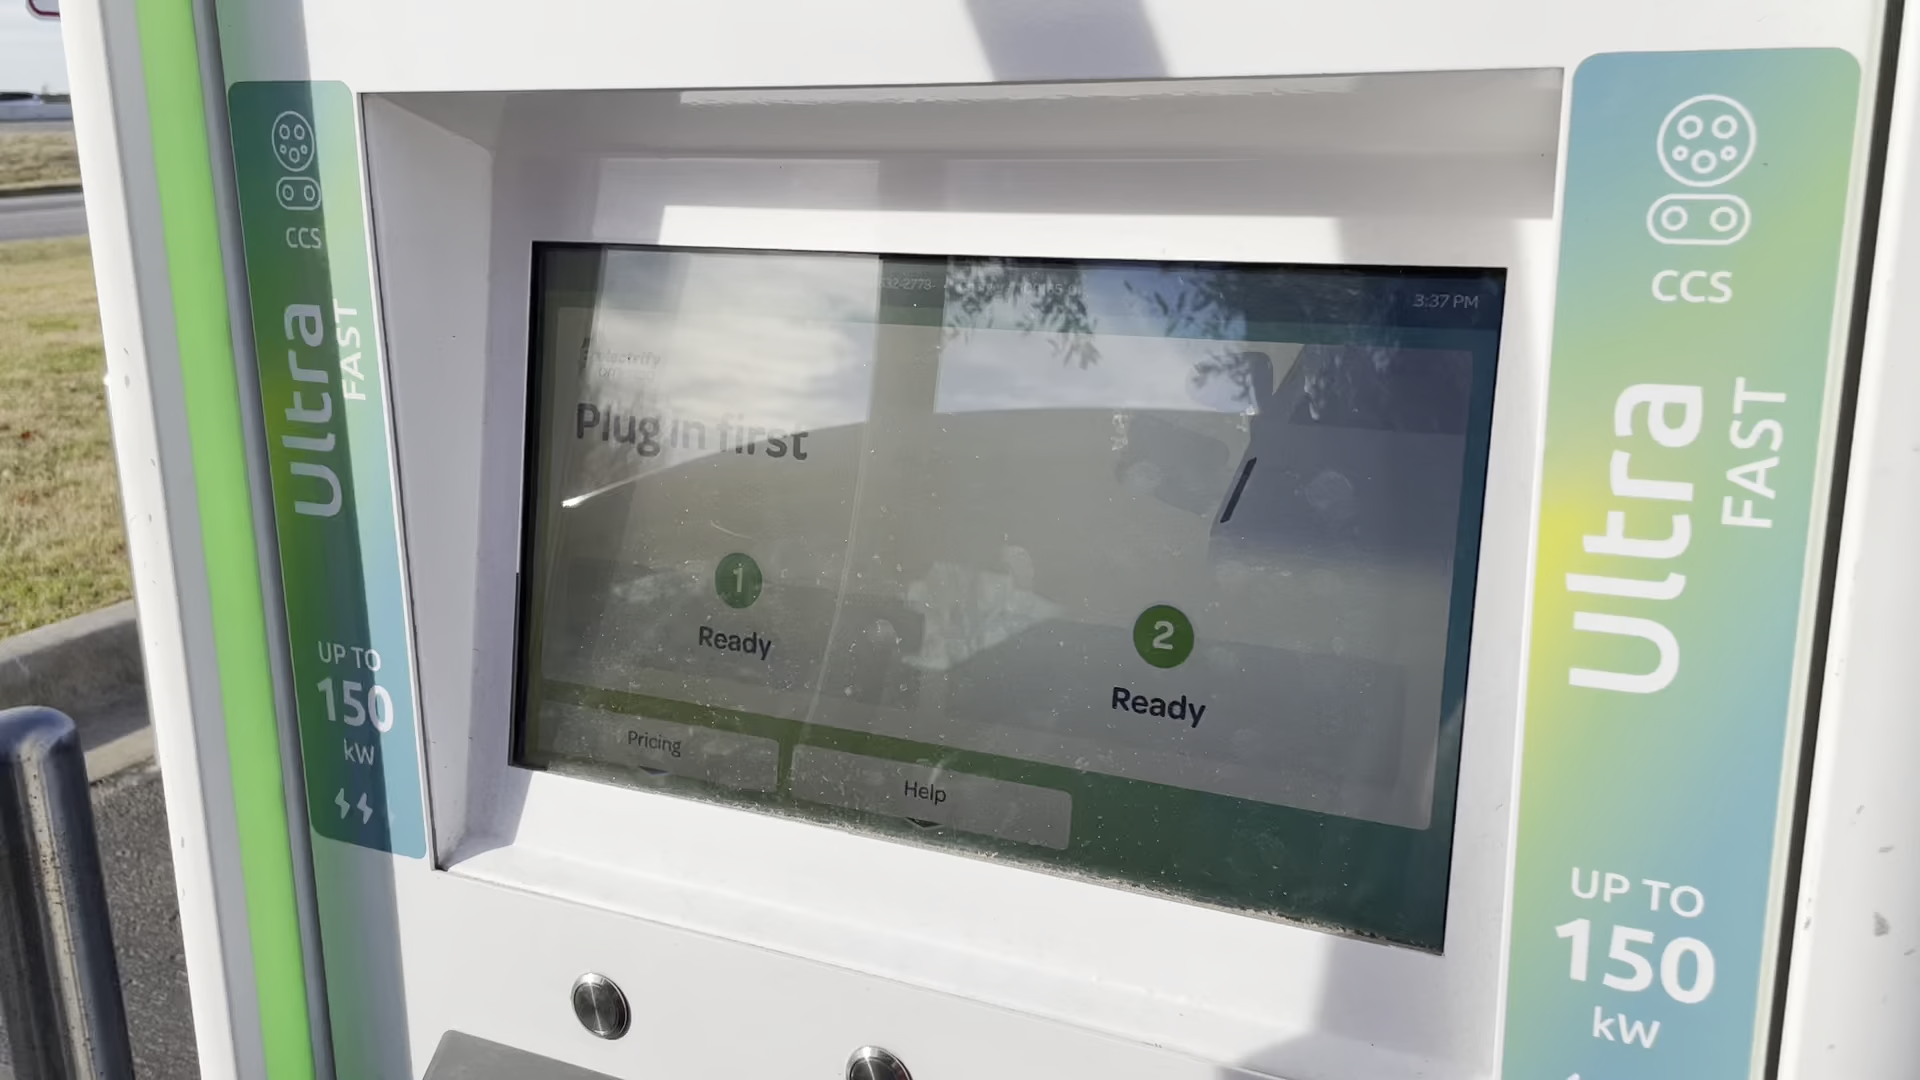 CCS
Ultra
FAST
UP TO
150
kW
3:37 PM
electrify
Plug in first
1
Ready
2
Ready
Pricing
Help
CCS
Ultra
FAST
UP TO
150
kW